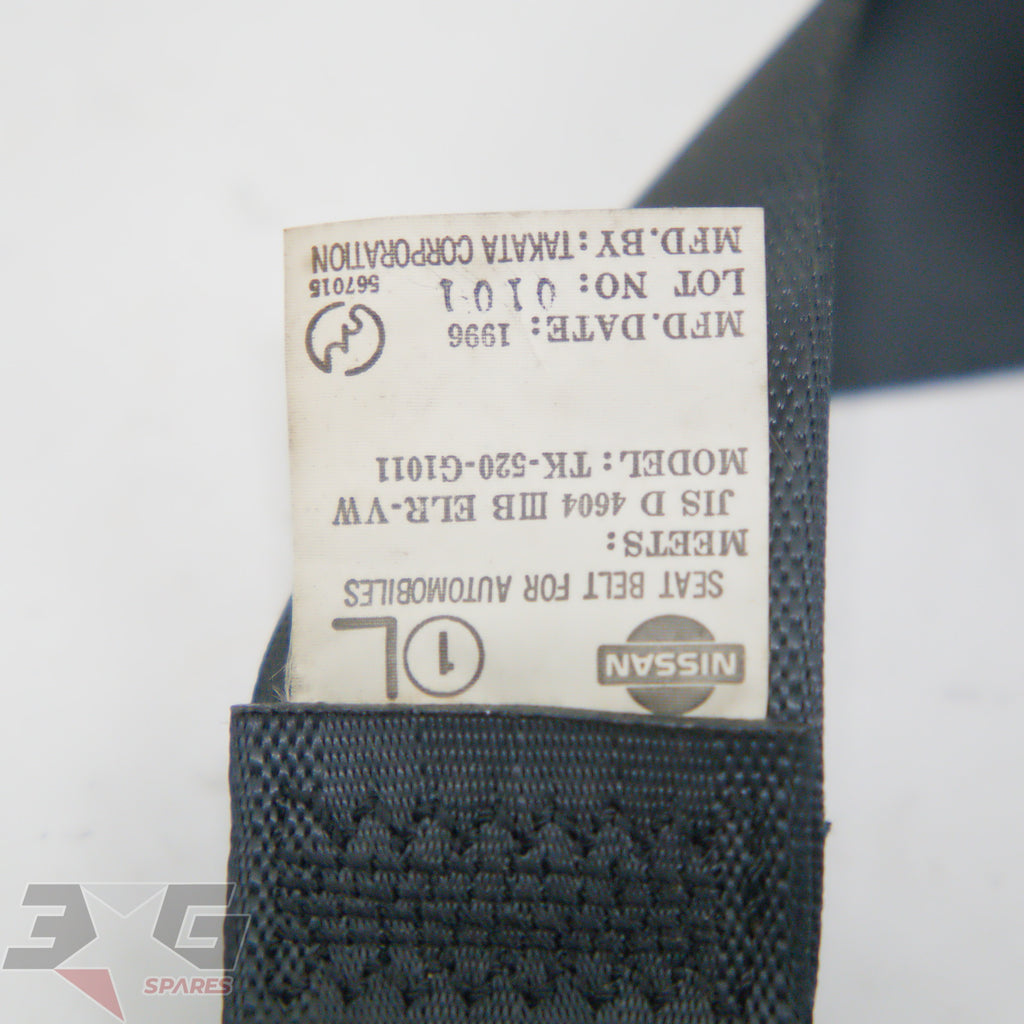 NISSAN
1L
SEAT BELT FOR AUTOMOBILES
MEETS:
JIS D 4604 IIIB ELR-VW
MODEL: TK-520-G1011
MFD.DATE: 1996
LOT NO: 0101
567015
MFD.BY: TAKATA CORPORATION
3G
SPARES